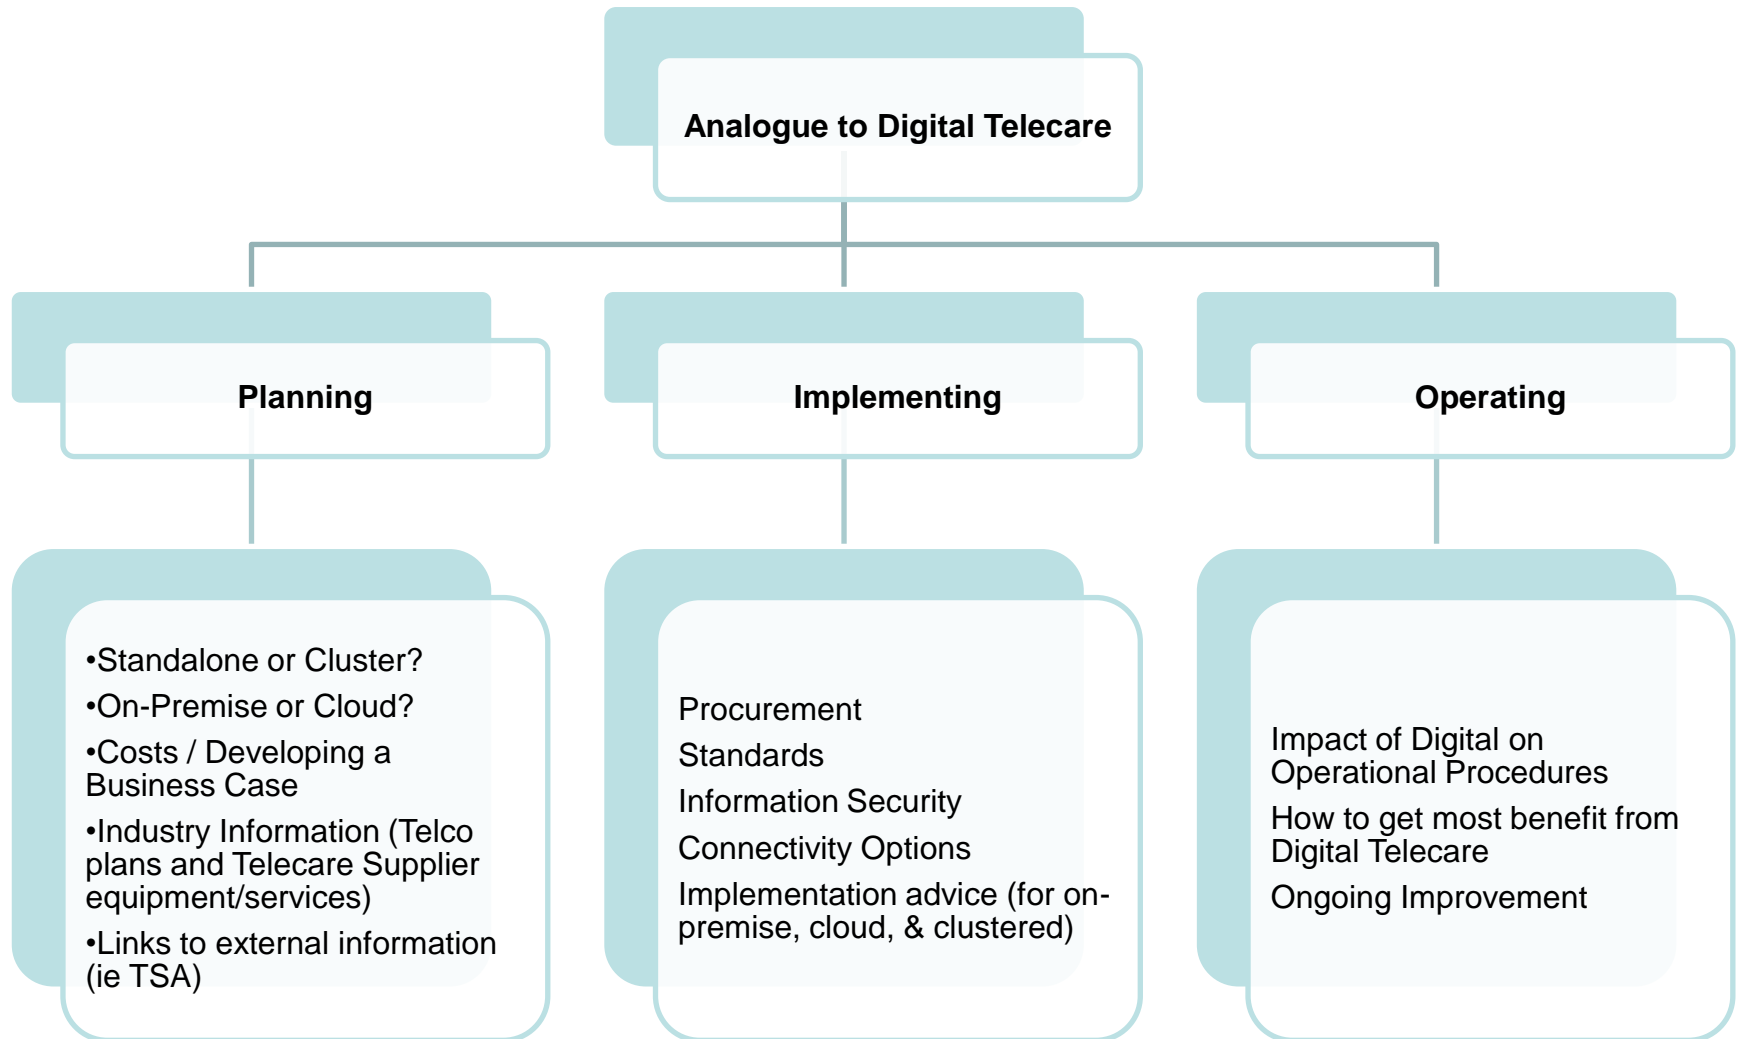 Analogue to Digital Telecare
Planning
Implementing
Operating
•Standalone or Cluster?
•On-Premise or Cloud?
•Costs / Developing a
Business Case
•Industry Information (Telco
plans and Telecare Supplier
equipment/services)
•Links to external information
(ie TSA)
Procurement
Standards
Information Security
Connectivity Options
Implementation advice (for on-
premise, cloud, & clustered)
Impact of Digital on
Operational Procedures
How to get most benefit from
Digital Telecare
Ongoing Improvement